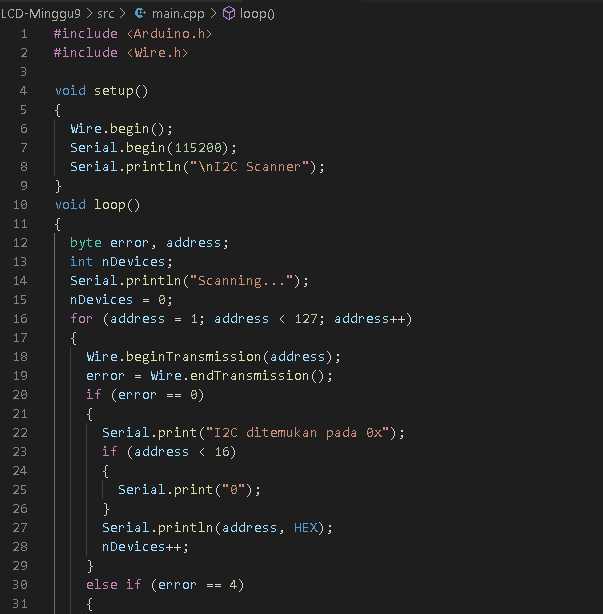 LCD-Minggu9 > src > main.cpp > loop()
1 #include <Arduino.h>
2 #include <Wire.h>
3
4 void setup()
5 {
6   Wire.begin();
7   Serial.begin(115200);
8   Serial.println("\nI2C Scanner");
9 }
10 void loop()
11 {
12   byte error, address;
13   int nDevices;
14   Serial.println("Scanning...");
15   nDevices = 0;
16   for (address = 1; address < 127; address++)
17   {
18     Wire.beginTransmission(address);
19     error = Wire.endTransmission();
20     if (error == 0)
21     {
22       Serial.print("I2C ditemukan pada 0x");
23       if (address < 16)
24       {
25         Serial.print("0");
26       }
27       Serial.println(address, HEX);
28       nDevices++;
29     }
30     else if (error == 4)
31     {